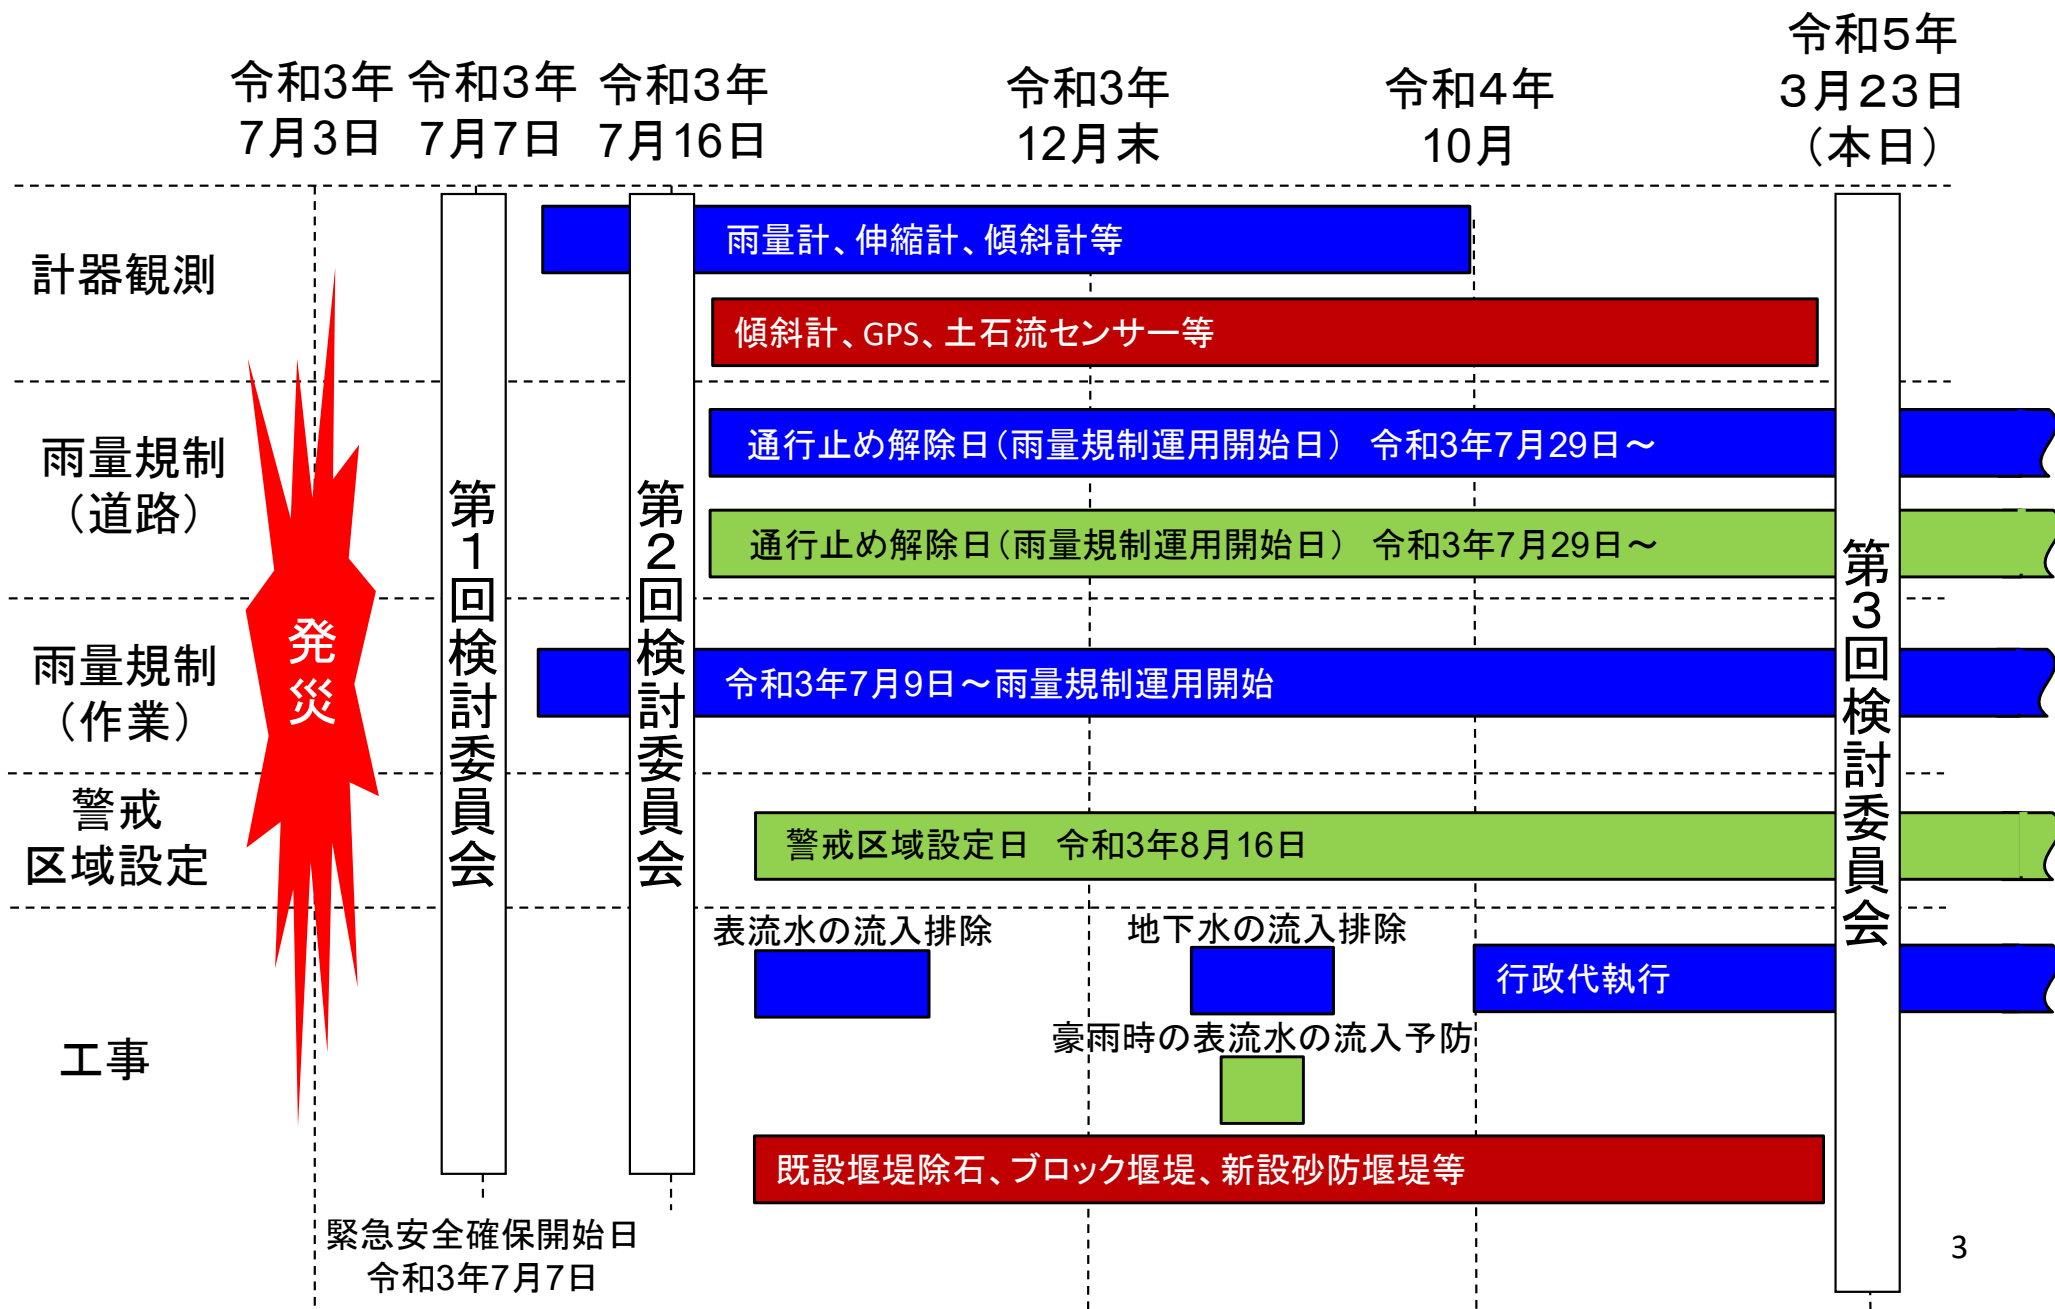 令和3年
7月3日
令和3年
7月7日
令和3年
7月16日
令和3年
12月末
令和4年
10月
令和5年
3月23日
（本日）
計器観測
雨量計、伸縮計、傾斜計等
傾斜計、GPS、土石流センサー等
雨量規制
（道路）
通行止め解除日（雨量規制運用開始日） 令和3年7月29日～
通行止め解除日（雨量規制運用開始日） 令和3年7月29日～
雨量規制
（作業）
令和3年7月9日～雨量規制運用開始
警戒
区域設定
警戒区域設定日　令和3年8月16日
発災
第1回検討委員会
第2回検討委員会
第3回検討委員会
工事
表流水の流入排除
地下水の流入排除
行政代執行
豪雨時の表流水の流入予防
既設堰堤除石、ブロック堰堤、新設砂防堰堤等
緊急安全確保開始日
令和3年7月7日
3